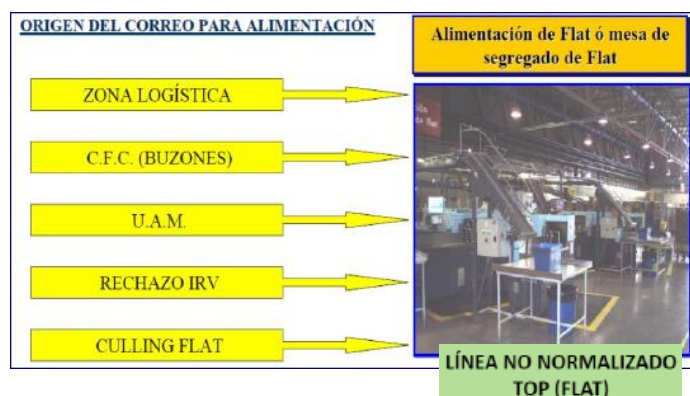 ORIGEN DEL CORREO PARA ALIMENTACIÓN
Alimentación de Flat ó mesa de
segregado de Flat
ZONA LOGÍSTICA
C.F.C. (BUZONES)
U.A.M.
RECHAZO IRV
CULLING FLAT
LÍNEA NO NORMALIZADO
TOP (FLAT)